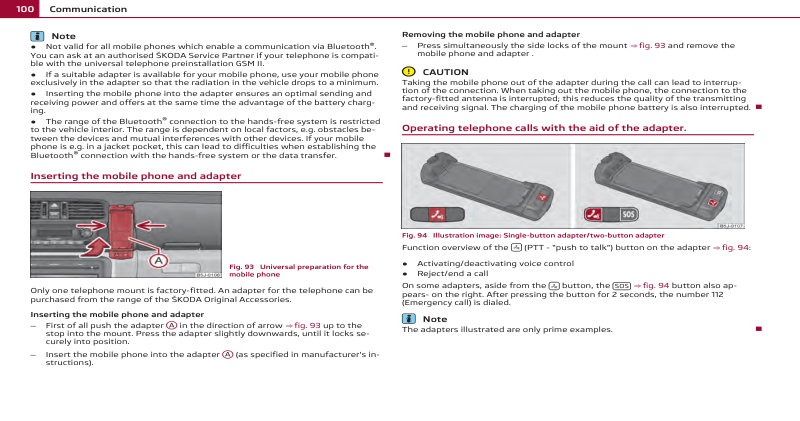 100 Communication
Note
● Not valid for all mobile phones which enable a communication via Bluetooth®.
You can ask at an authorised ŠKODA Service Partner if your telephone is compati-
ble with the universal telephone preinstallation GSM II.
● If a suitable adapter is available for your mobile phone, use your mobile phone
exclusively in the adapter so that the radiation in the vehicle drops to a minimum.
● Inserting the mobile phone into the adapter ensures an optimal sending and
receiving power and offers at the same time the advantage of the battery charg-
ing.
● The range of the Bluetooth® connection to the hands-free system is restricted
to the vehicle interior. The range is dependent on local factors, e.g. obstacles be-
tween the devices and mutual interferences with other devices. If your mobile
phone is e.g. in a jacket pocket, this can lead to difficulties when establishing the
Bluetooth® connection with the hands-free system or the data transfer.
Inserting the mobile phone and adapter
A
B5J-0106
Fig. 93 Universal preparation for the
mobile phone
Only one telephone mount is factory-fitted. An adapter for the telephone can be
purchased from the range of the ŠKODA Original Accessories.
Inserting the mobile phone and adapter
– First of all push the adapter A in the direction of arrow ⇒ fig. 93 up to the
stop into the mount. Press the adapter slightly downwards, until it locks se-
curely into position.
– Insert the mobile phone into the adapter A (as specified in manufacturer's in-
structions).
Removing the mobile phone and adapter
– Press simultaneously the side locks of the mount ⇒ fig. 93 and remove the
mobile phone and adapter .
CAUTION
Taking the mobile phone out of the adapter during the call can lead to interrup-
tion of the connection. When taking out the mobile phone, the connection to the
factory-fitted antenna is interrupted; this reduces the quality of the transmitting
and receiving signal. The charging of the mobile phone battery is also interrupted.
Operating telephone calls with the aid of the adapter.
SOS
B5J-0107
Fig. 94 Illustration image: Single-button adapter/two-button adapter
Function overview of the (PTT - "push to talk") button on the adapter ⇒ fig. 94:
● Activating/deactivating voice control
● Reject/end a call
On some adapters, aside from the button, the SOS ⇒ fig. 94 button also ap-
pears- on the right. After pressing the button for 2 seconds, the number 112
(Emergency call) is dialed.
Note
The adapters illustrated are only prime examples.